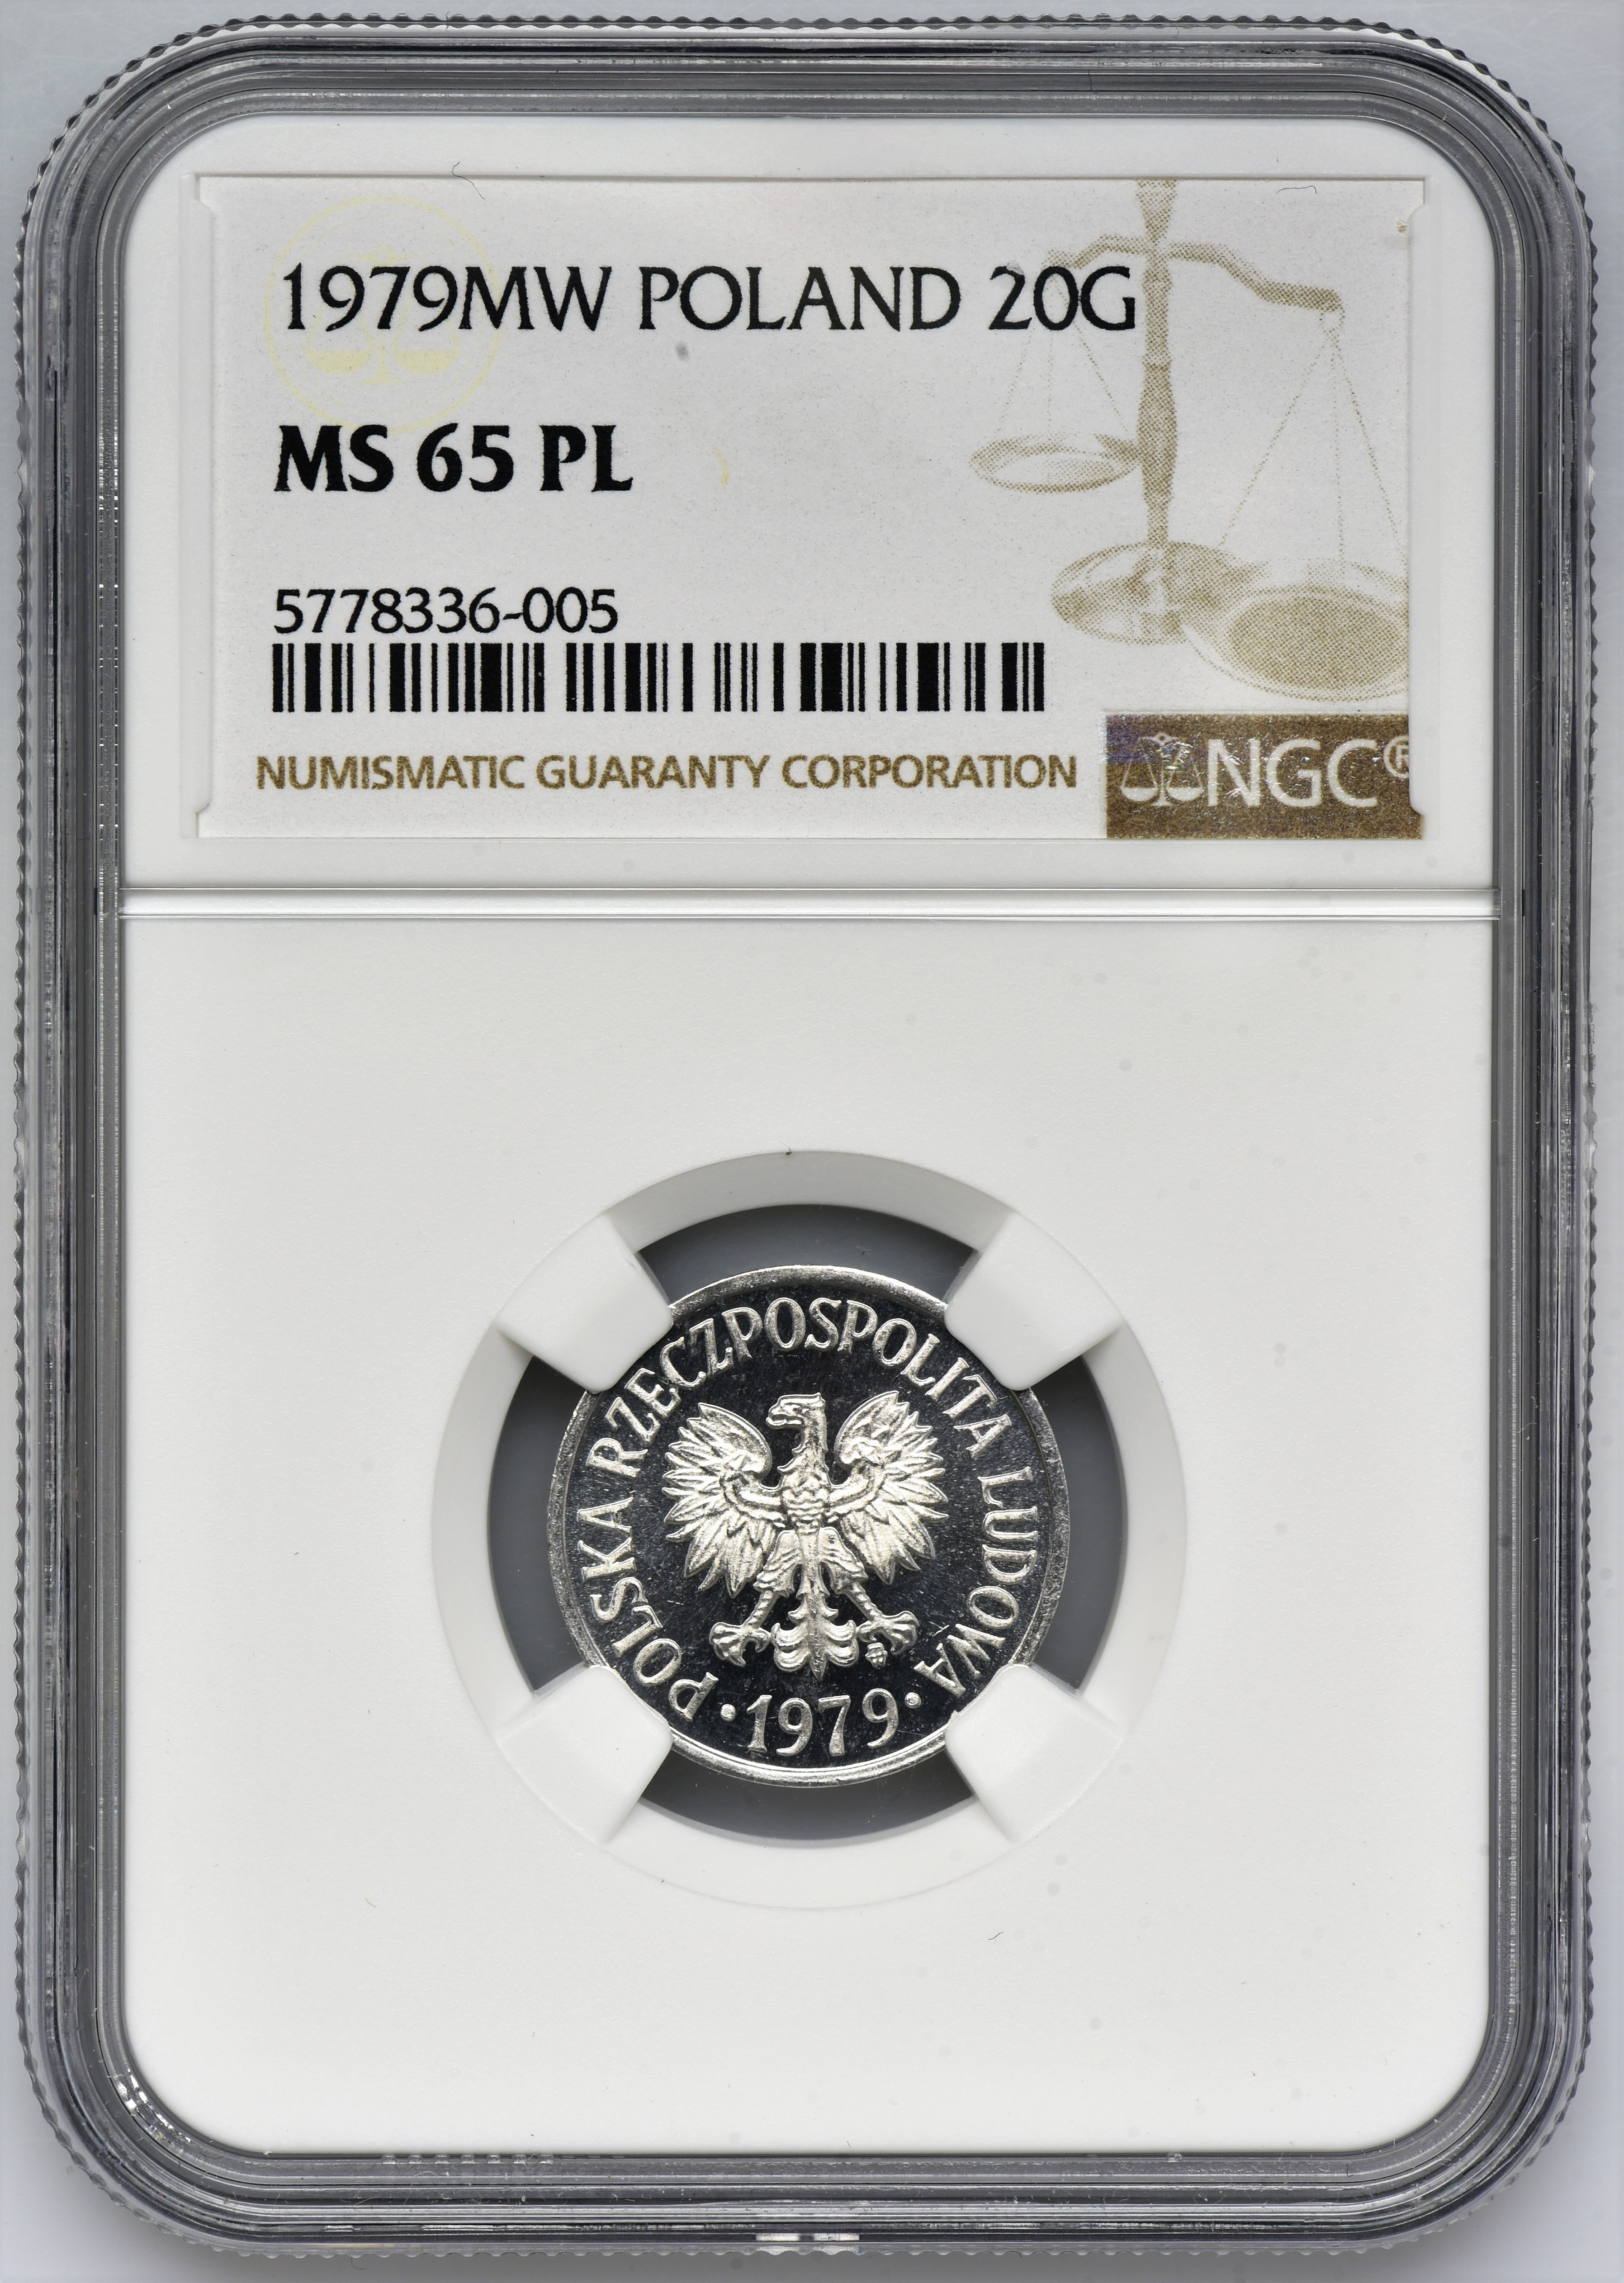 1979MW POLAND 20G
MS 65 PL
5778336-005
NUMISMATIC GUARANTY CORPORATION
NGC®
POLSKA RZECZPOSPOLITA LUDOWA
·1979·